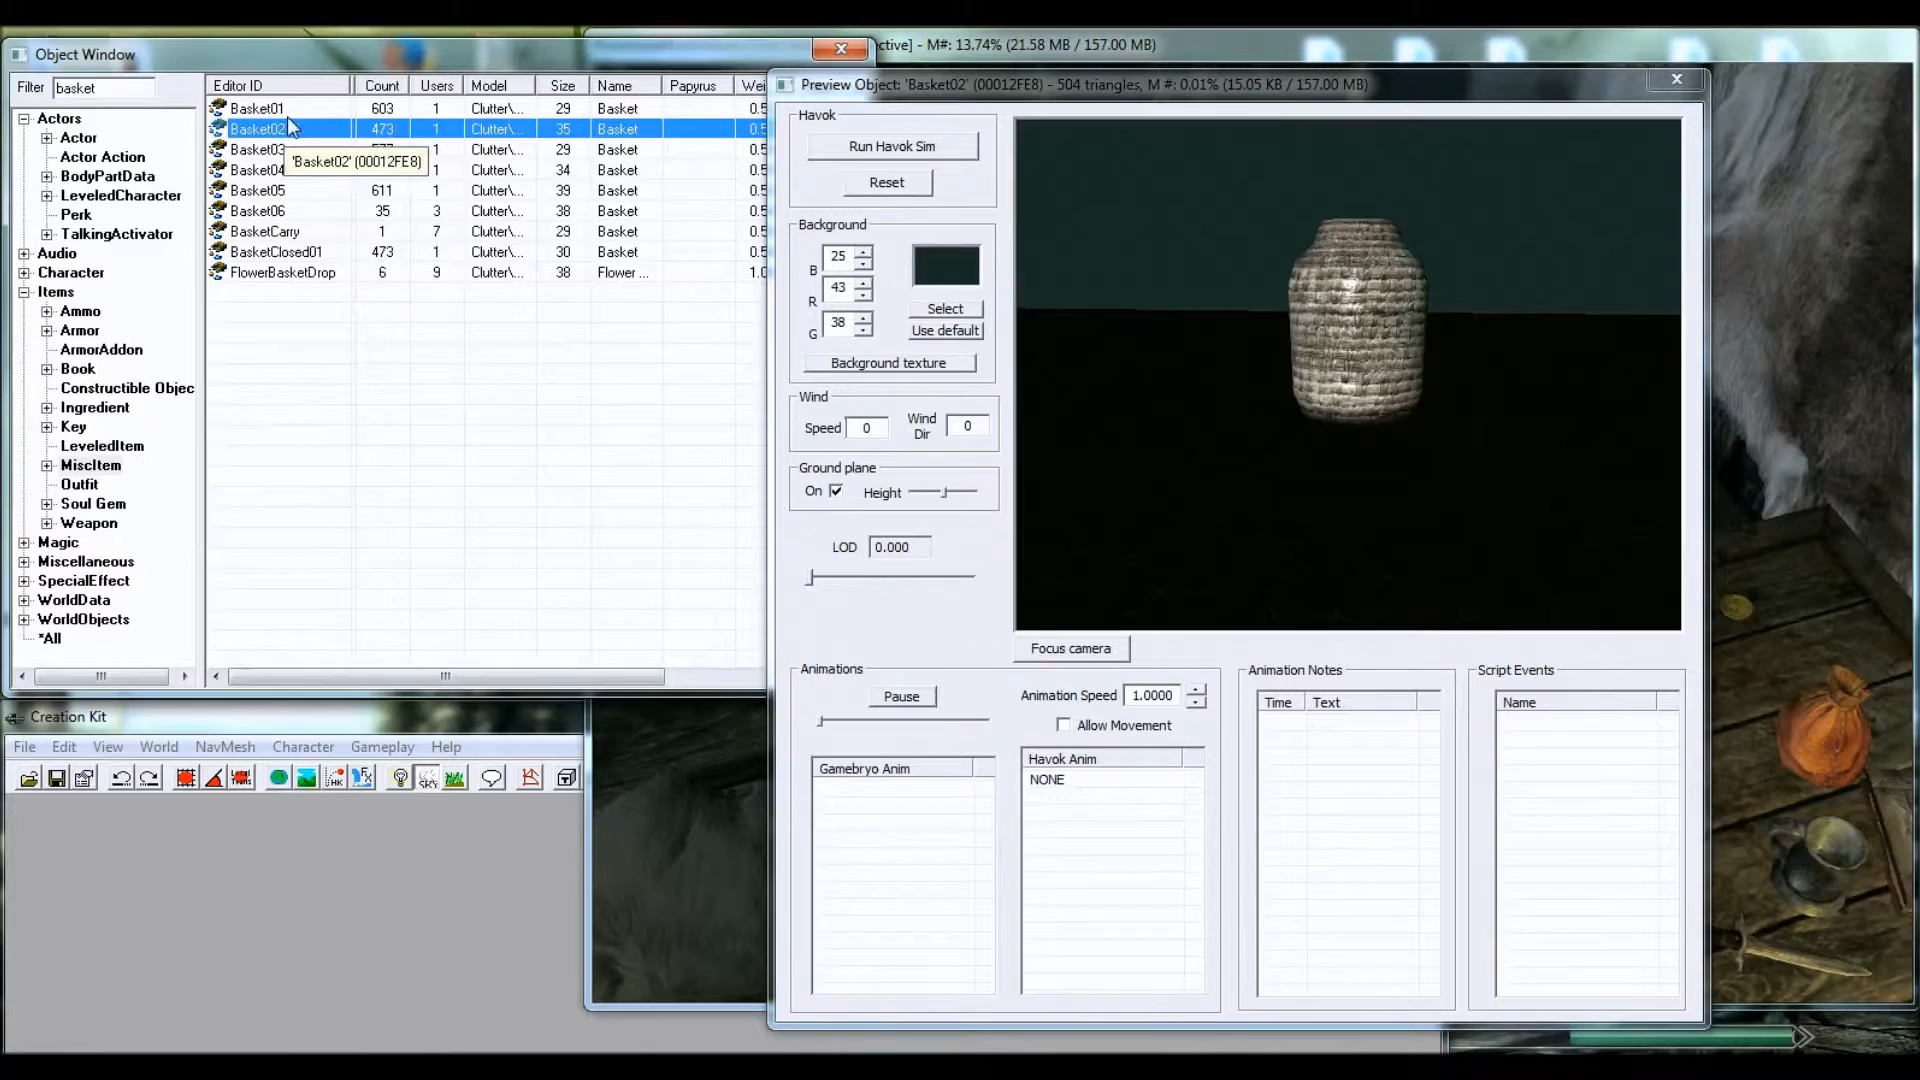 Object Window
Filter basket
Editor ID Count Users Model Size Name Papyrus Wei
Basket01 603 1 Clutter\... 29 Basket 0.5
Basket02 473 1 Clutter\... 35 Basket 0.5
Basket03 1 Clutter\... 29 Basket 0.5
'Basket02' (00012FE8)
Basket04 1 Clutter\... 34 Basket 0.5
Basket05 611 1 Clutter\... 39 Basket 0.5
Basket06 35 3 Clutter\... 38 Basket 0.5
BasketCarry 1 7 Clutter\... 28 Basket 0.5
BasketClosed01 473 1 Clutter\... 30 Basket 0.5
FlowerBasketDrop 6 9 Clutter\... 38 Flower ... 1.0
Actors
Actor
Actor Action
BodyPartData
LeveledCharacter
Perk
TalkingActivator
Audio
Character
Items
Ammo
Armor
ArmorAddon
Book
Constructible Objec
Ingredient
Key
LeveledItem
MiscItem
Outfit
Soul Gem
Weapon
Magic
Miscellaneous
SpecialEffect
WorldData
WorldObjects
*All
Creation Kit
File Edit View World NavMesh Character Gameplay Help
SKY
ctive] - M#: 13.74% (21.58 MB / 157.00 MB)
Preview Object: 'Basket02' (00012FE8) - 504 triangles, M #: 0.01% (15.05 KB / 157.00 MB)
Havok
Run Havok Sim
Reset
Background
B 25
R 43
G 38
Select
Use default
Background texture
Wind
Speed 0 Wind Dir 0
Ground plane
On Height
LOD 0.000
Focus camera
Animations
Pause
Animation Speed 1.0000
Allow Movement
Gamebryo Anim
Havok Anim
NONE
Animation Notes
Time Text
Script Events
Name